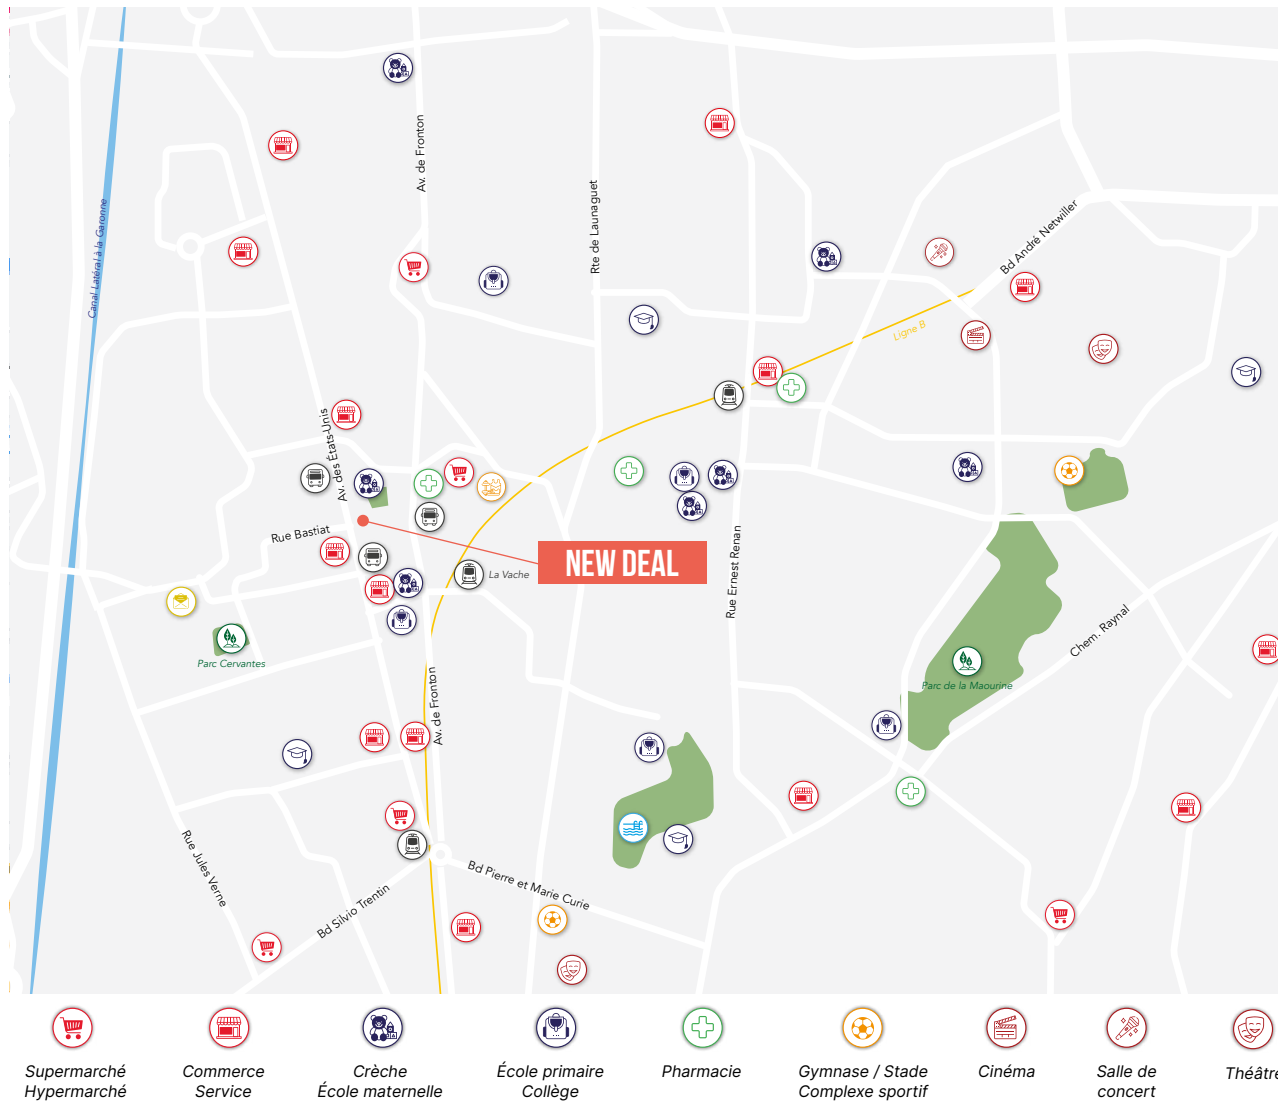 Av. de Fronton
Rte de Launaguet
Canal Latéral à la Garonne
Bd André Netwiller
Ligne B
Av. des États-Unis
Rue Bastiat
NEW DEAL
La Vache
Rue Ernest Renan
Chem. Raynal
Parc Cervantes
Parc de la Maourine
Av. de Fronton
Rue Jules Verne
Bd Silvio Trentin
Bd Pierre et Marie Curie
Supermarché
Hypermarché
Commerce
Service
Crèche
École maternelle
École primaire
Collège
Pharmacie
Gymnase / Stade
Complexe sportif
Cinéma
Salle de
concert
Théâtre